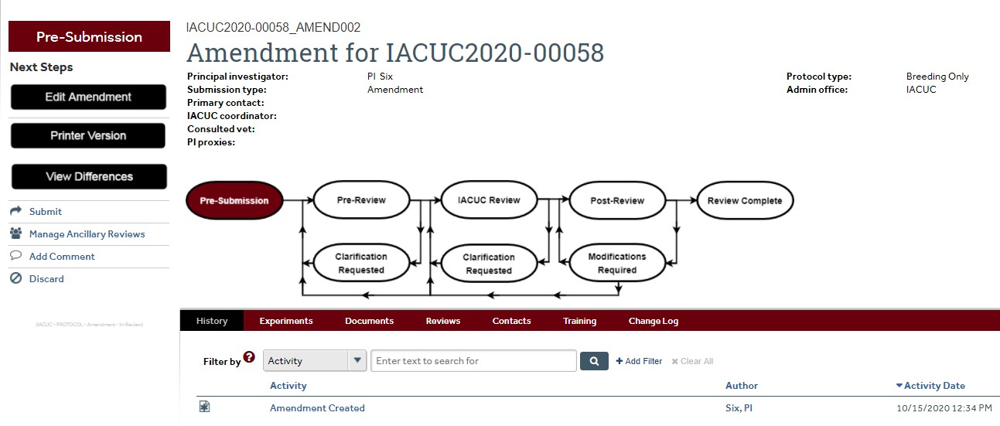 Pre-Submission
Next Steps
Edit Amendment
Printer Version
View Differences
Submit
Manage Ancillary Reviews
Add Comment
Discard
(IACUC - PROTOCOL - Amendment - In-Review)
IACUC2020-00058_AMEND002
Amendment for IACUC2020-00058
Principal investigator: PI Six
Submission type: Amendment
Primary contact:
IACUC coordinator:
Consulted vet:
PI proxies:
Protocol type: Breeding Only
Admin office: IACUC
Pre-Submission Pre-Review IACUC Review Post-Review Review Complete
Clarification Requested
Clarification Requested
Modifications Required
History Experiments Documents Reviews Contacts Training Change Log
Filter by ? Activity Enter text to search for + Add Filter × Clear All
Activity Author Activity Date
Amendment Created Six, PI 10/15/2020 12:34 PM